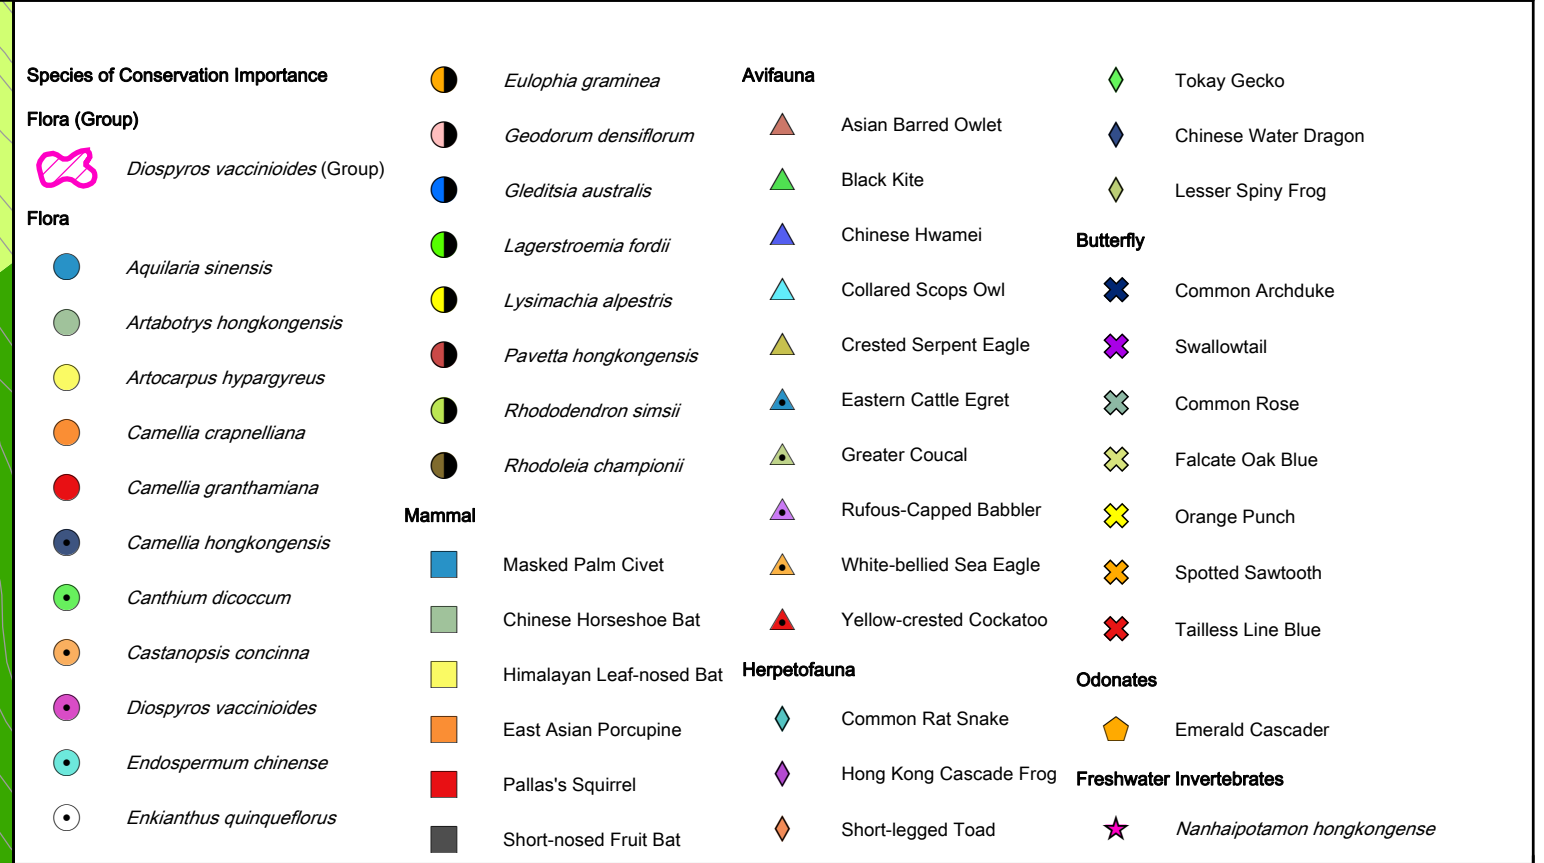 Species of Conservation Importance
Flora (Group)
Diospyros vaccinioides (Group)
Flora
Aquilaria sinensis
Artabotrys hongkongensis
Artocarpus hypargyreus
Camellia crapnelliana
Camellia granthamiana
Camellia hongkongensis
Canthium dicoccum
Castanopsis concinna
Diospyros vaccinioides
Endospermum chinense
Enkianthus quinqueflorus
Eulophia graminea
Geodorum densiflorum
Gleditsia australis
Lagerstroemia fordii
Lysimachia alpestris
Pavetta hongkongensis
Rhododendron simsii
Rhodoleia championii
Mammal
Masked Palm Civet
Chinese Horseshoe Bat
Himalayan Leaf-nosed Bat
East Asian Porcupine
Pallas's Squirrel
Short-nosed Fruit Bat
Avifauna
Asian Barred Owlet
Black Kite
Chinese Hwamei
Collared Scops Owl
Crested Serpent Eagle
Eastern Cattle Egret
Greater Coucal
Rufous-Capped Babbler
White-bellied Sea Eagle
Yellow-crested Cockatoo
Herpetofauna
Common Rat Snake
Hong Kong Cascade Frog
Short-legged Toad
Tokay Gecko
Chinese Water Dragon
Lesser Spiny Frog
Butterfly
Common Archduke
Swallowtail
Common Rose
Falcate Oak Blue
Orange Punch
Spotted Sawtooth
Tailless Line Blue
Odonates
Emerald Cascader
Freshwater Invertebrates
Nanhaipotamon hongkongense